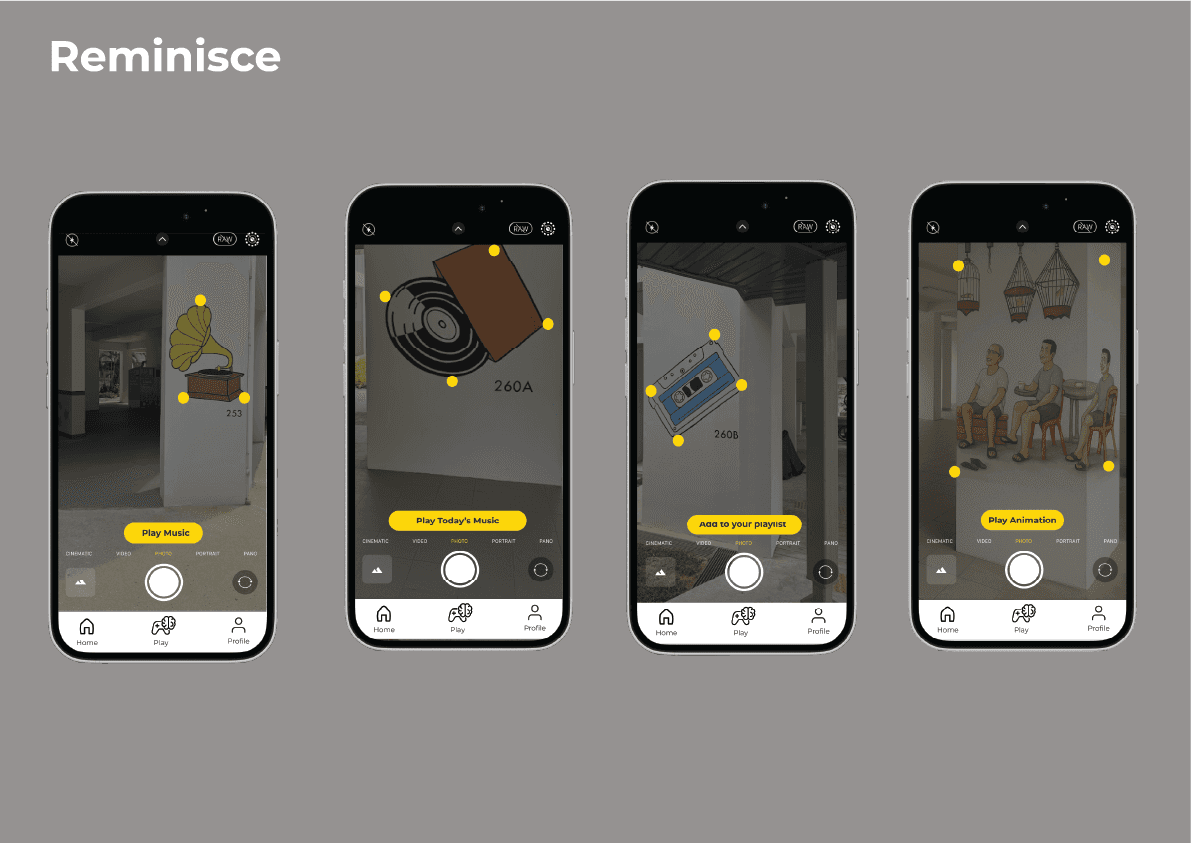 Reminisce
RAW
253
Play Music
CINEMATIC VIDEO PHOTO PORTRAIT PANO
Home Play Profile
RAW
260A
Play Today's Music
CINEMATIC VIDEO PHOTO PORTRAIT PANO
Home Play Profile
RAW
260B
Add to your playlist
CINEMATIC VIDEO PHOTO PORTRAIT PANO
Home Play Profile
RAW
Play Animation
CINEMATIC VIDEO PHOTO PORTRAIT PANO
Home Play Profile